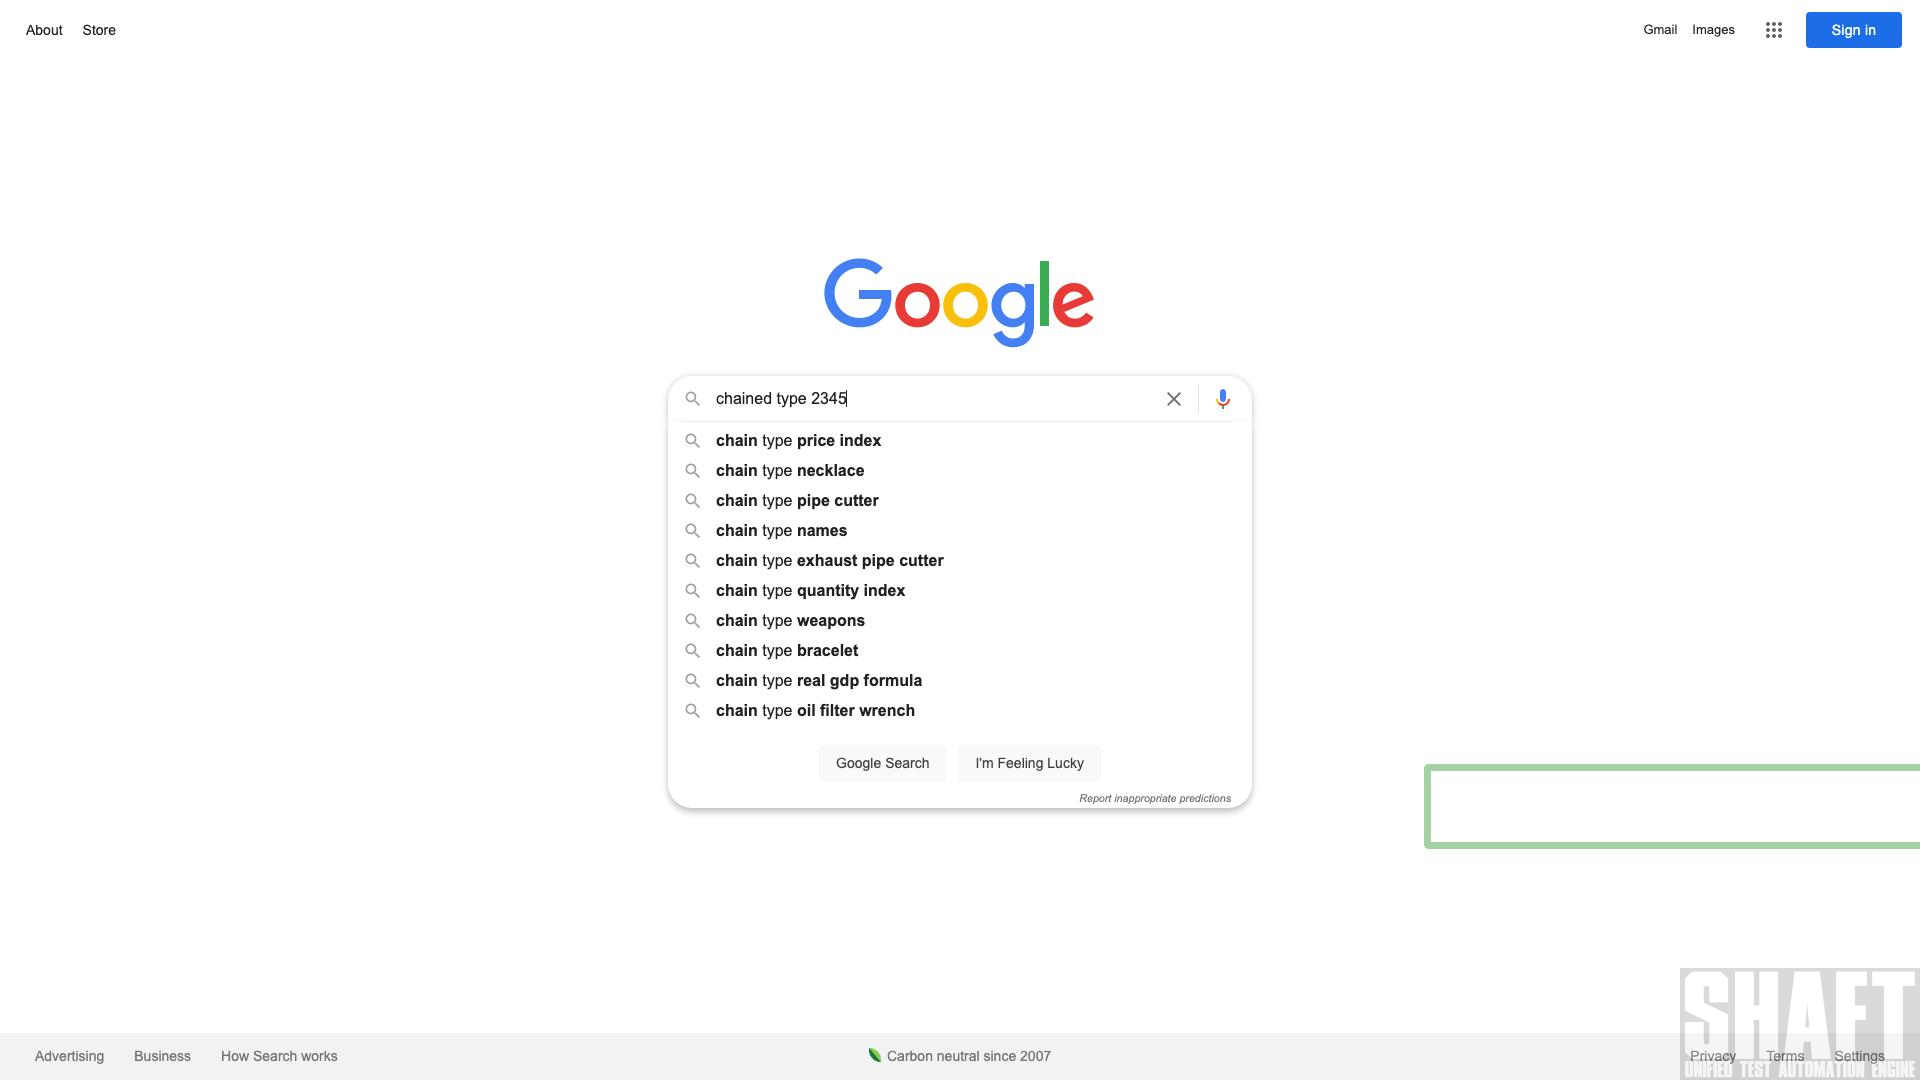 About Store
Gmail Images Sign in
Google
chained type 2345
chain type price index
chain type necklace
chain type pipe cutter
chain type names
chain type exhaust pipe cutter
chain type quantity index
chain type weapons
chain type bracelet
chain type real gdp formula
chain type oil filter wrench
Google Search I'm Feeling Lucky
Report inappropriate predictions
SHAFT
Advertising Business How Search works Carbon neutral since 2007 Privacy Terms Settings
UNIFIED TEST AUTOMATION ENGINE